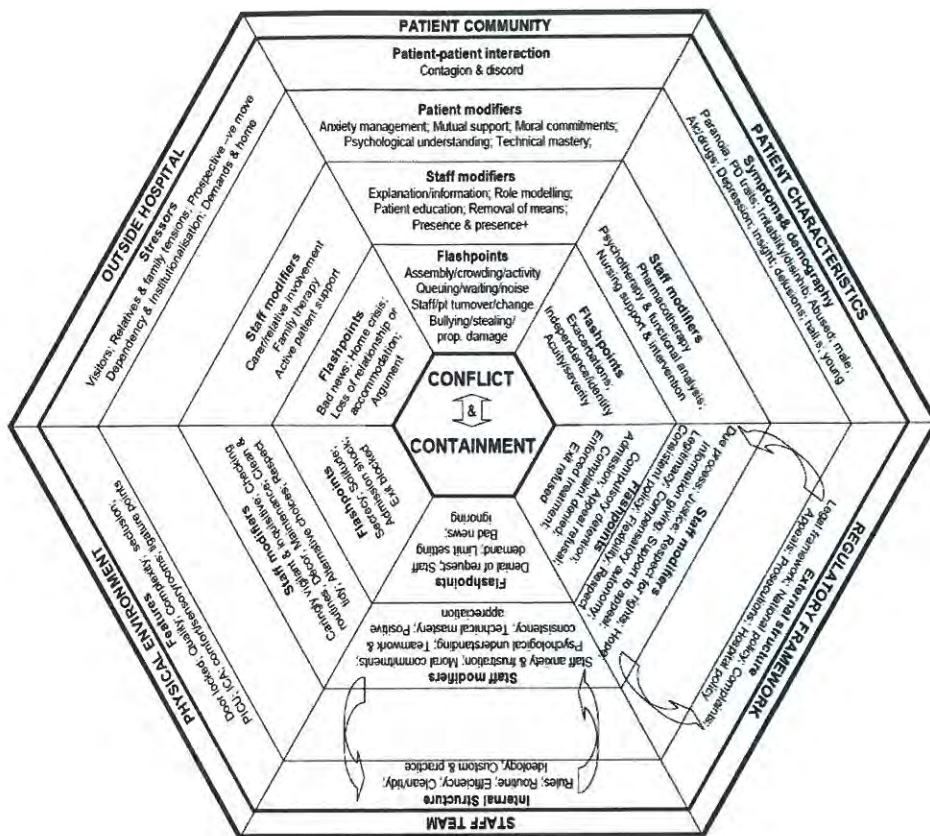 PATIENT COMMUNITY
Patient-patient interaction
Contagion & discord
Patient modifiers
Anxiety management; Mutual support; Moral commitments;
Psychological understanding; Technical mastery;
Staff modifiers
Explanation/information; Role modelling;
Patient education; Removal of means;
Presence & presence+
Flashpoints
Assembly/crowding/activity
Queuing/waiting/noise
Staff/pt turnover/change
Bullying/stealing/
prop. damage
PATIENT CHARACTERISTICS
Symptoms& demography
Paranoia; PD traits; Irritability/disinhib; Abused; male;
Alc/drugs; Depression; Insight; delusions; hall.s; young
Staff modifiers
Pharmacotherapy
Psychotherapy & functional analysis;
Nursing support & intervention
Flashpoints
Exacerbations;
Independence/identity
Acuity/severity
REGULATORY FRAMEWORK
External structure
Legal framework; National policy; Complaints;
Appeals; Prosecutions; Hospital policy
Staff modifiers
Due process; Justice; Respect for rights; Hope
Information giving; Support to appeal;
Legitimacy; Compensatory autonomy;
Consistent policy; Flexibility; Respect
Flashpoints
Compulsory detention;
Admission; Appeal refusal;
Complaint denied;
Enforced treatment;
Exit refused
STAFF TEAM
Internal Structure
Rules; Routine; Efficiency; Clean/tidy;
Ideology; Custom & practice
Staff modifiers
Staff anxiety & frustration; Moral commitments;
Psychological understanding; Teamwork &
consistency; Technical mastery; Positive
appreciation
Flashpoints
Denial of request; Staff
demand; Limit setting
Bad news;
ignoring
PHYSICAL ENVIRONMENT
Features
Door locked; Quality; Complexity; seclusion;
PICU; ICA; comfort/sensoryrooms; ligature points
Staff modifiers
Caring vigilant & inquisitive; Checking
routines; Décor; Maintenance; Clean &
tidy; Alternative choices; Respect
Flashpoints
Secrecy; Solitude;
Admission shock;
Exit blocked
OUTSIDE HOSPITAL
Stressors
Visitors; Relatives & family tensions; Prospective –ve move
Dependency & Institutionalisation; Demands & home
Staff modifiers
Carer/relative involvement
Family therapy
Active patient support
Flashpoints
Bad news; Home crisis;
Loss of relationship or
accommodation;
Argument
CONFLICT
&
CONTAINMENT